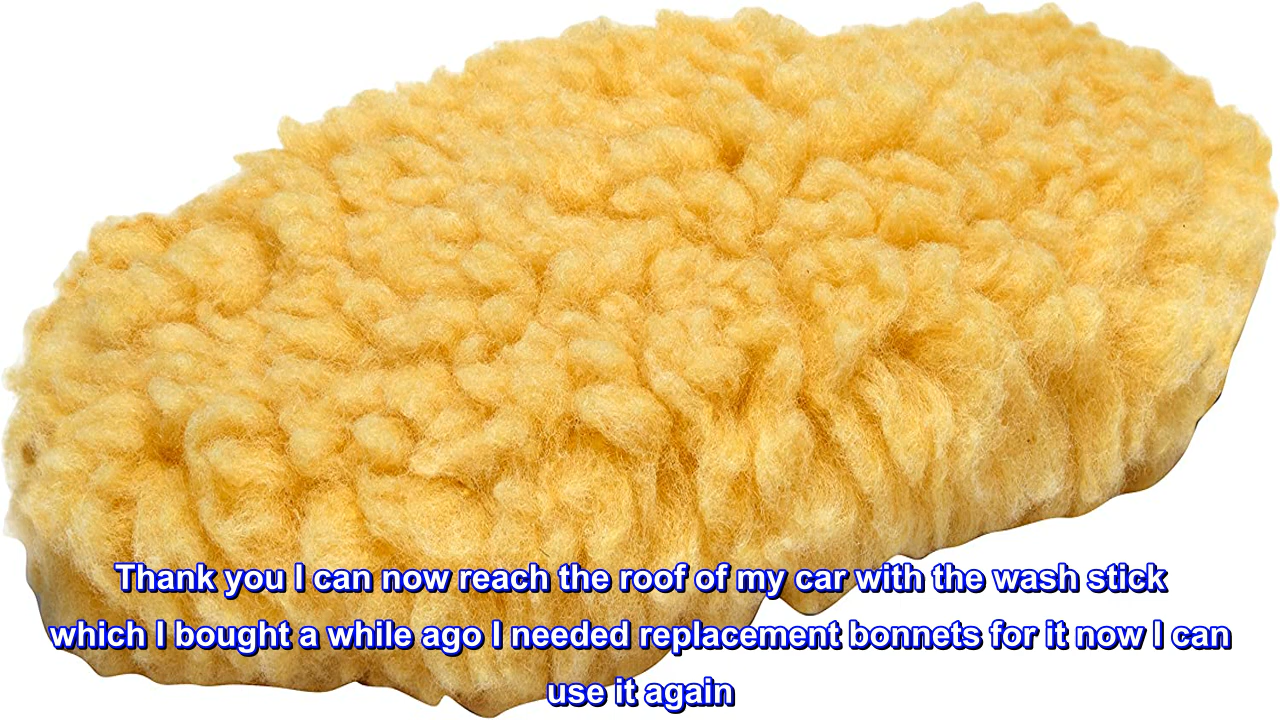 Thank you I can now reach the roof of my car with the wash stick
which I bought a while ago I needed replacement bonnets for it now I can
use it again